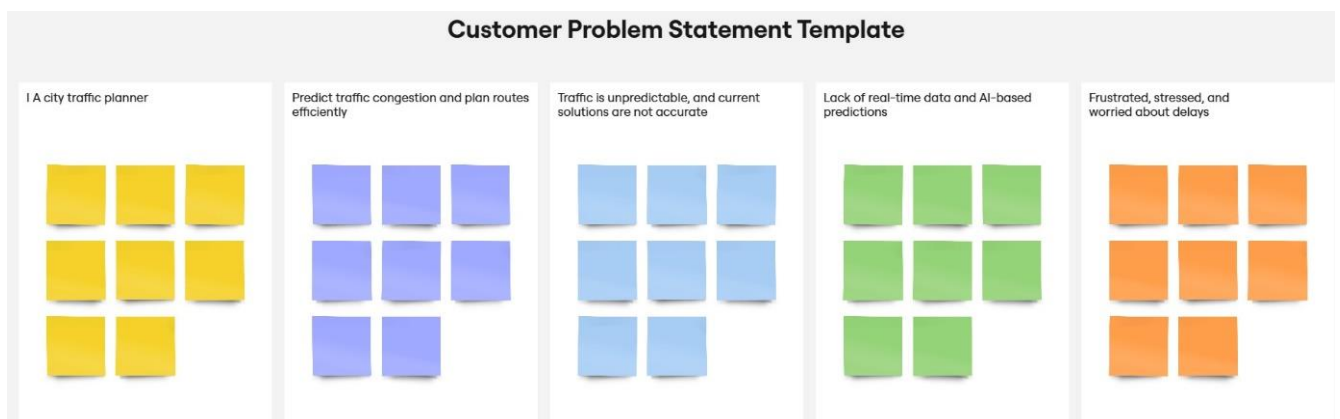 Customer Problem Statement Template
I A city traffic planner
Predict traffic congestion and plan routes
efficiently
Traffic is unpredictable, and current
solutions are not accurate
Lack of real-time data and AI-based
predictions
Frustrated, stressed, and
worried about delays